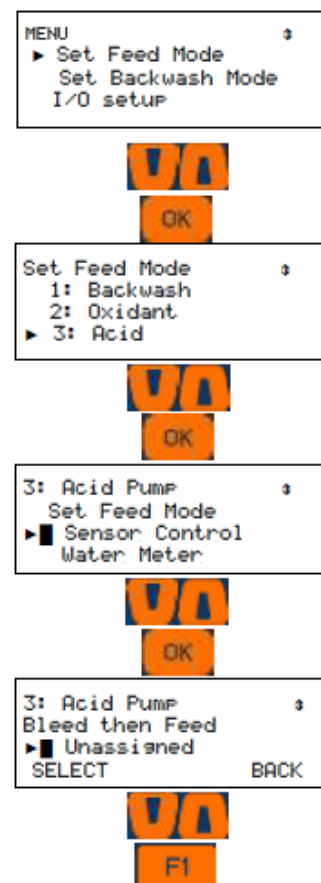 MENU
► Set Feed Mode
Set Backwash Mode
I/O setup
OK
Set Feed Mode
1: Backwash
2: Oxidant
► 3: Acid
OK
3: Acid Pump
Set Feed Mode
►█ Sensor Control
Water Meter
OK
3: Acid Pump
Bleed then Feed
►█ Unassigned
SELECT BACK
F1